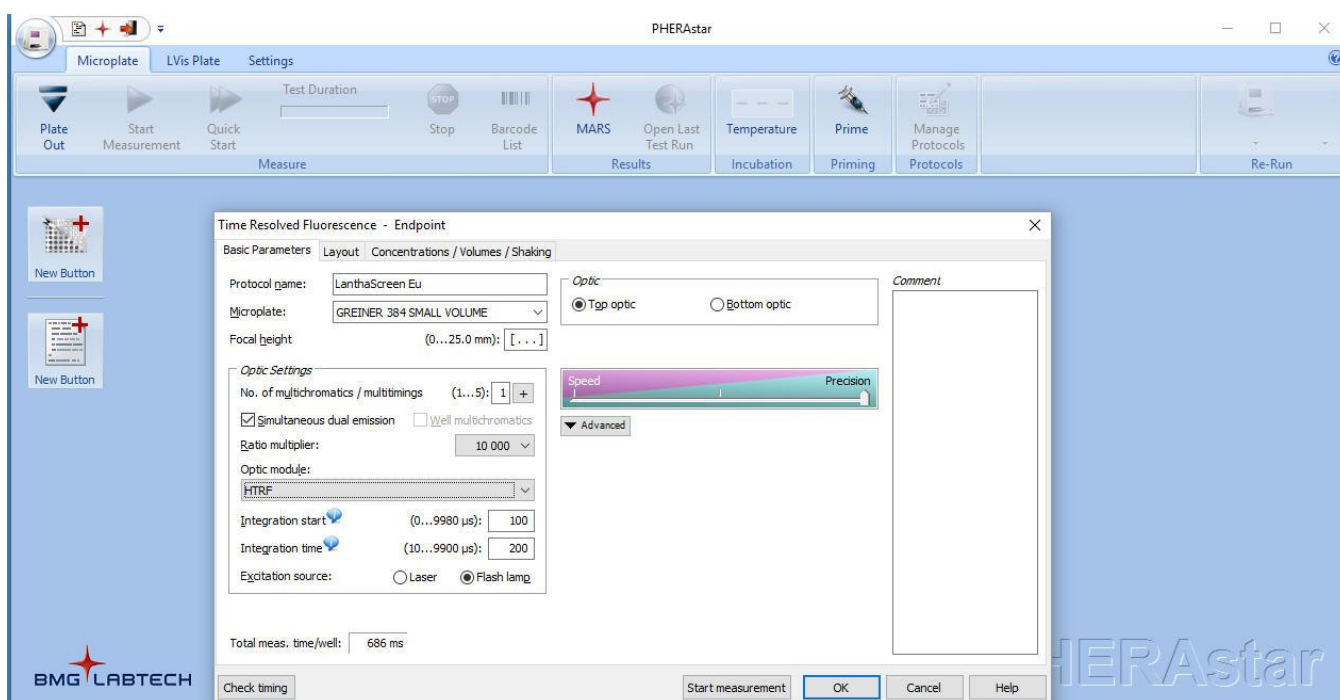 PHERAstar
Microplate LVis Plate Settings
Test Duration
Plate Out
Start Measurement
Quick Start
STOP
Stop
Barcode List
MARS
Open Last Test Run
Temperature
Prime
Manage Protocols
Measure Results Incubation Priming Protocols Re-Run
New Button
New Button
Time Resolved Fluorescence - Endpoint
Basic Parameters Layout Concentrations / Volumes / Shaking
Protocol name: LanthaScreen Eu
Microplate: GREINER 384 SMALL VOLUME
Focal height (0...25.0 mm): [...]
Optic Settings
No. of multichromatics / multitimings (1...5): 1 +
Simultaneous dual emission Well multichromatics
Ratio multiplier: 10 000
Optic module:
HTRF
Integration start (0...9980 µs): 100
Integration time (10...9900 µs): 200
Excitation source: Laser Flash lamp
Total meas. time/well: 686 ms
Optic
Top optic Bottom optic
Speed Precision
Advanced
Comment
Check timing Start measurement OK Cancel Help
BMG LABTECH
HERAstar